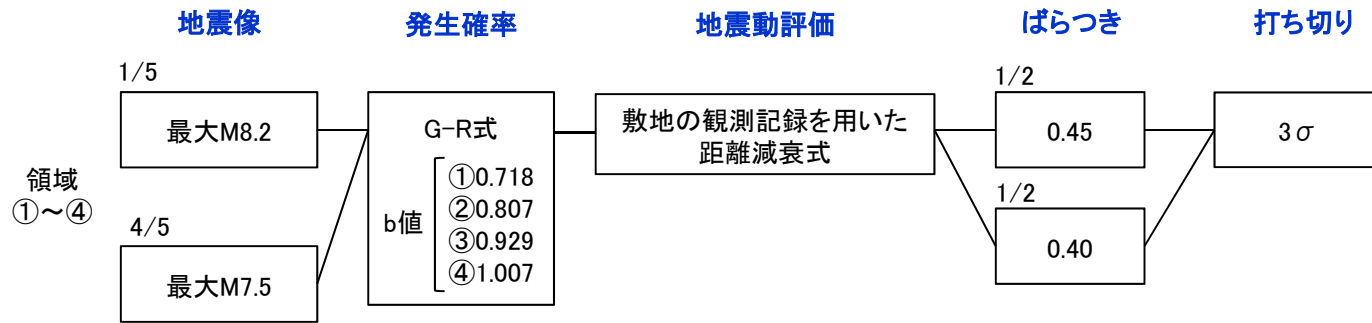 地震像
発生確率
地震動評価
ばらつき
打ち切り
領域
①～④
1/5
最大M8.2
4/5
最大M7.5
G-R式
b値
①0.718
②0.807
③0.929
④1.007
敷地の観測記録を用いた
距離減衰式
1/2
0.45
1/2
0.40
3σ